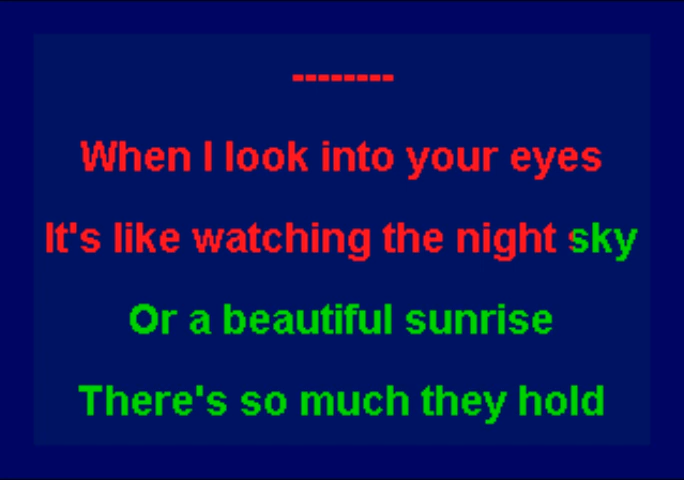 --------
When I look into your eyes
It's like watching the night sky
Or a beautiful sunrise
There's so much they hold